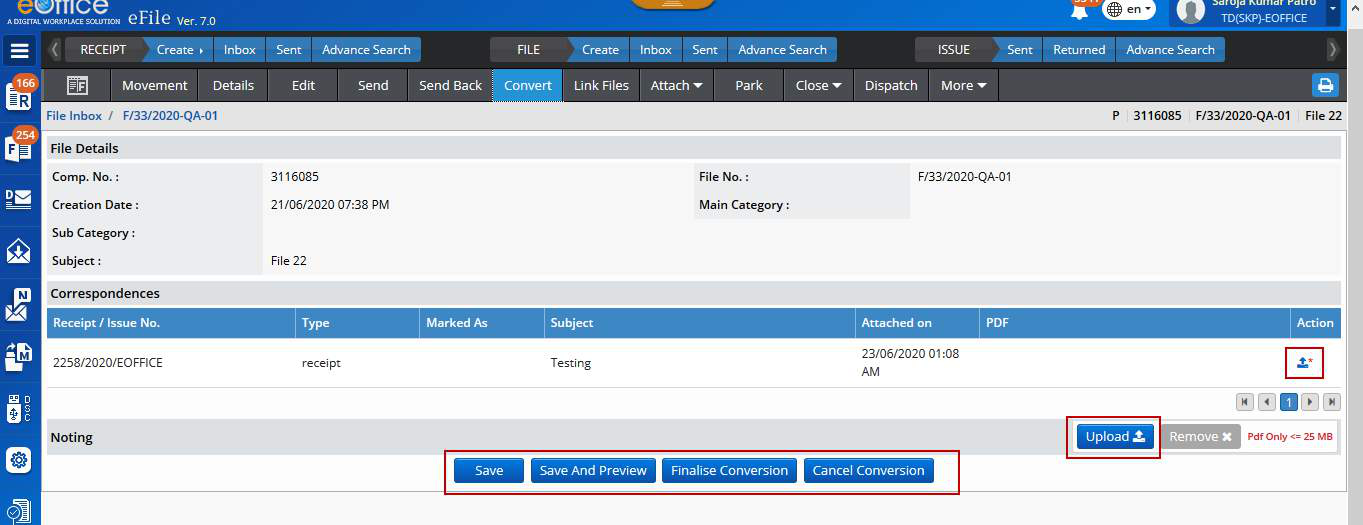 eOffice
A DIGITAL WORKPLACE SOLUTION eFile Ver. 7.0
en
Saroja Kumar Patro
TD(SKP)-EOFFICE
RECEIPT Create Inbox Sent Advance Search FILE Create Inbox Sent Advance Search ISSUE Sent Returned Advance Search
166
R
254
F
D
N
M
DSC
Movement Details Edit Send Send Back Convert Link Files Attach Park Close Dispatch More
File Inbox / F/33/2020-QA-01 P 3116085 F/33/2020-QA-01 File 22
File Details
Comp. No. : 3116085 File No. : F/33/2020-QA-01
Creation Date : 21/06/2020 07:38 PM Main Category :
Sub Category :
Subject : File 22
Correspondences
Receipt / Issue No. Type Marked As Subject Attached on PDF Action
2258/2020/EOFFICE receipt Testing 23/06/2020 01:08 AM *
1
Noting Upload Remove Pdf Only <= 25 MB
Save Save And Preview Finalise Conversion Cancel Conversion